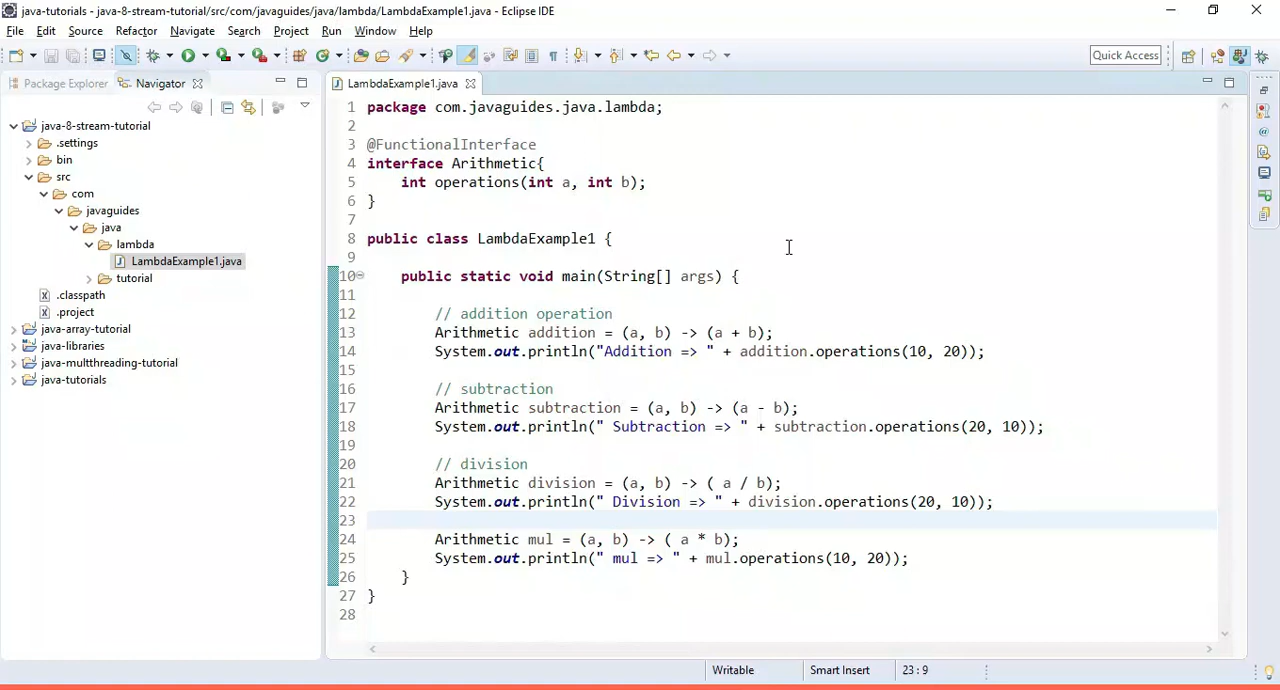 java-tutorials - java-8-stream-tutorial/src/com/javaguides/java/lambda/LambdaExample1.java - Eclipse IDE
File Edit Source Refactor Navigate Search Project Run Window Help
Quick Access
Package Explorer Navigator
LambdaExample1.java
java-8-stream-tutorial
.settings
bin
src
com
javaguides
java
lambda
LambdaExample1.java
tutorial
.classpath
.project
java-array-tutorial
java-libraries
java-multthreading-tutorial
java-tutorials
1 package com.javaguides.java.lambda;
2
3 @FunctionalInterface
4 interface Arithmetic{
5 int operations(int a, int b);
6 }
7
8 public class LambdaExample1 {
9
10 public static void main(String[] args) {
11
12 // addition operation
13 Arithmetic addition = (a, b) -> (a + b);
14 System.out.println("Addition => " + addition.operations(10, 20));
15
16 // subtraction
17 Arithmetic subtraction = (a, b) -> (a - b);
18 System.out.println(" Subtraction => " + subtraction.operations(20, 10));
19
20 // division
21 Arithmetic division = (a, b) -> ( a / b);
22 System.out.println(" Division => " + division.operations(20, 10));
23
24 Arithmetic mul = (a, b) -> ( a * b);
25 System.out.println(" mul => " + mul.operations(10, 20));
26 }
27 }
28
Writable Smart Insert 23 : 9